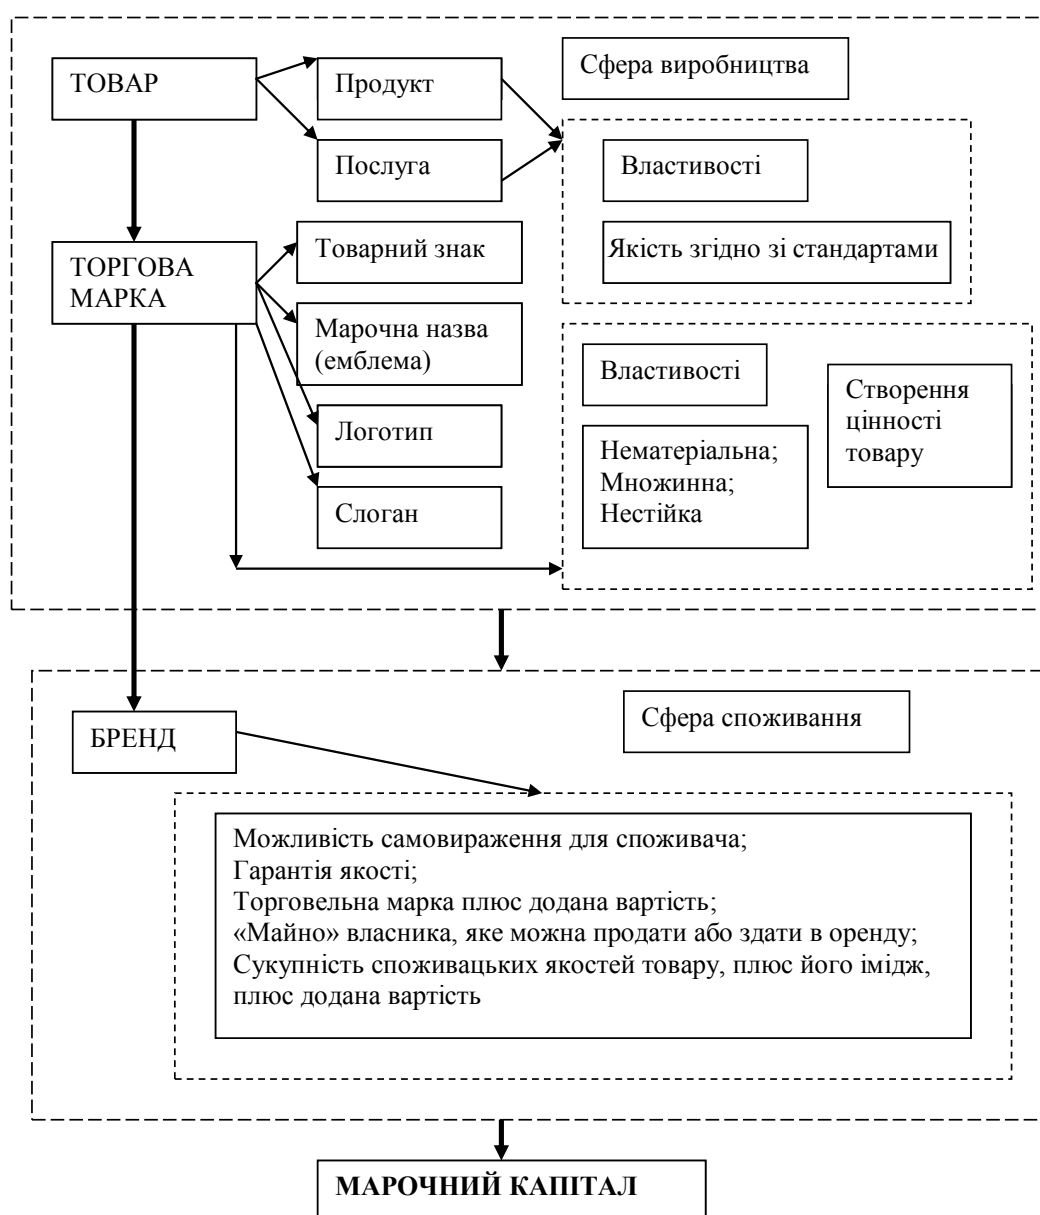 ТОВАР
Продукт
Сфера виробництва
Послуга
Властивості
Якість згідно зі стандартами
ТОРГОВА
МАРКА
Товарний знак
Марочна назва
(емблема)
Логотип
Слоган
Властивості
Нематеріальна;
Множинна;
Нестійка
Створення
цінності
товару
Сфера споживання
БРЕНД
Можливість самовираження для споживача;
Гарантія якості;
Торговельна марка плюс додана вартість;
«Майно» власника, яке можна продати або здати в оренду;
Сукупність споживацьких якостей товару, плюс його імідж,
плюс додана вартість
МАРОЧНИЙ КАПІТАЛ